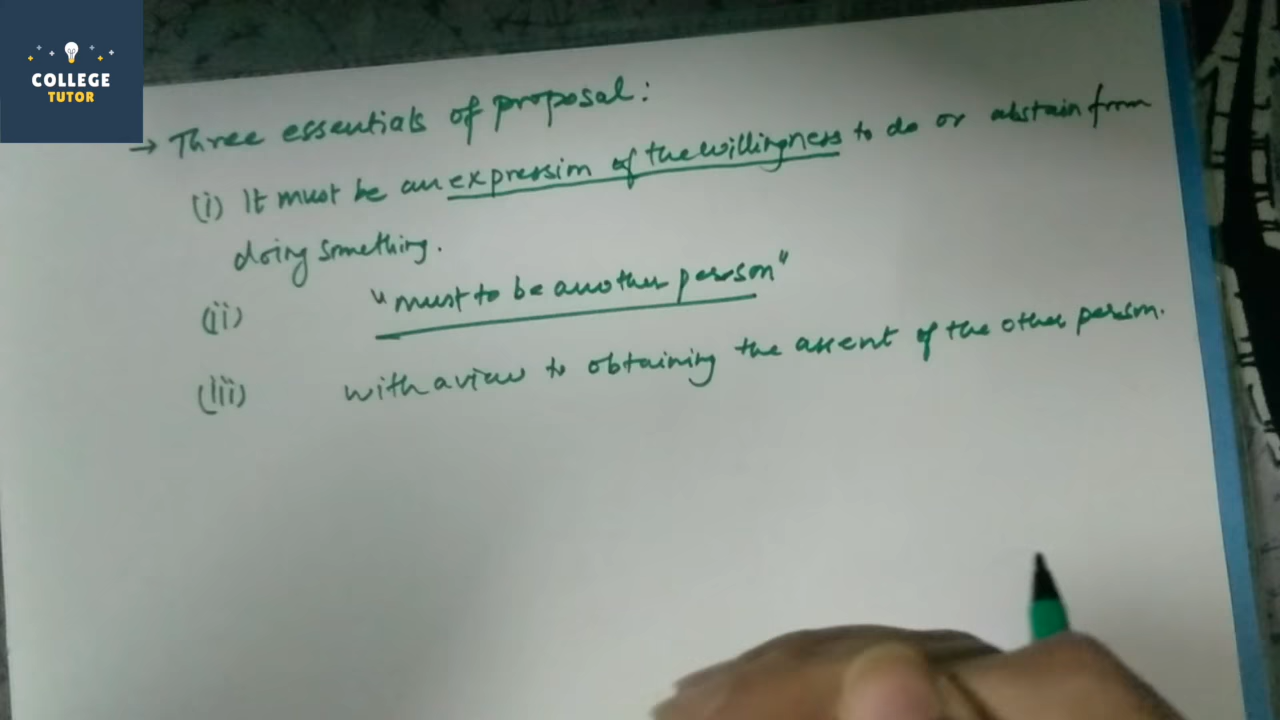 COLLEGE
TUTOR
→ Three essentials of proposal:
(i) It must be an expression of the willingness to do or abstain from
doing something.
(ii) "must to be another person"
(iii) with a view to obtaining the assent of the other person.